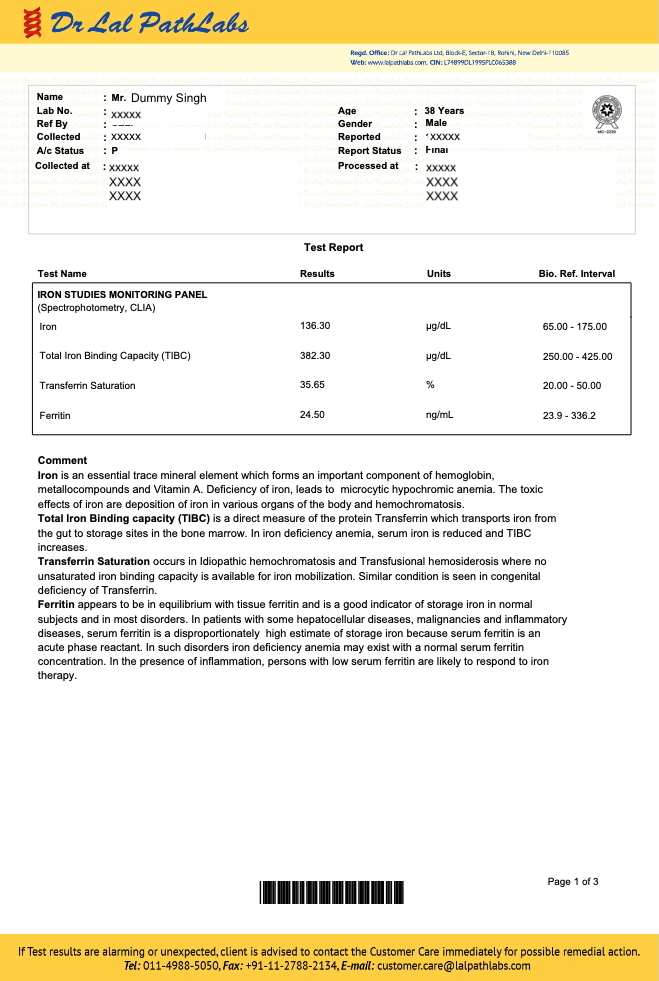 Dr Lal PathLabs
Regd. Office: Dr Lal PathLabs Ltd, Block-E, Sector-18, Rohini, New Delhi-110085
Web: www.lalpathlabs.com, CIN: L74899DL1995PLC065388
Name : Mr. Dummy Singh
Lab No. : XXXXX Age : 38 Years
Ref By : Gender : Male
Collected : XXXXX Reported : XXXXX
A/c Status : P Report Status : Final
Collected at : XXXXX Processed at : XXXXX
XXXX XXXX
XXXX XXXX
MC-2339
Test Report
Test Name Results Units Bio. Ref. Interval
IRON STUDIES MONITORING PANEL
(Spectrophotometry, CLIA)
Iron 136.30 µg/dL 65.00 - 175.00
Total Iron Binding Capacity (TIBC) 382.30 µg/dL 250.00 - 425.00
Transferrin Saturation 35.65 % 20.00 - 50.00
Ferritin 24.50 ng/mL 23.9 - 336.2
Comment
Iron is an essential trace mineral element which forms an important component of hemoglobin,
metallocompounds and Vitamin A. Deficiency of iron, leads to microcytic hypochromic anemia. The toxic
effects of iron are deposition of iron in various organs of the body and hemochromatosis.
Total Iron Binding capacity (TIBC) is a direct measure of the protein Transferrin which transports iron from
the gut to storage sites in the bone marrow. In iron deficiency anemia, serum iron is reduced and TIBC
increases.
Transferrin Saturation occurs in Idiopathic hemochromatosis and Transfusional hemosiderosis where no
unsaturated iron binding capacity is available for iron mobilization. Similar condition is seen in congenital
deficiency of Transferrin.
Ferritin appears to be in equilibrium with tissue ferritin and is a good indicator of storage iron in normal
subjects and in most disorders. In patients with some hepatocellular diseases, malignancies and inflammatory
diseases, serum ferritin is a disproportionately high estimate of storage iron because serum ferritin is an
acute phase reactant. In such disorders iron deficiency anemia may exist with a normal serum ferritin
concentration. In the presence of inflammation, persons with low serum ferritin are likely to respond to iron
therapy.
Page 1 of 3
If Test results are alarming or unexpected, client is advised to contact the Customer Care immediately for possible remedial action.
Tel: 011-4988-5050, Fax: +91-11-2788-2134, E-mail: customer.care@lalpathlabs.com